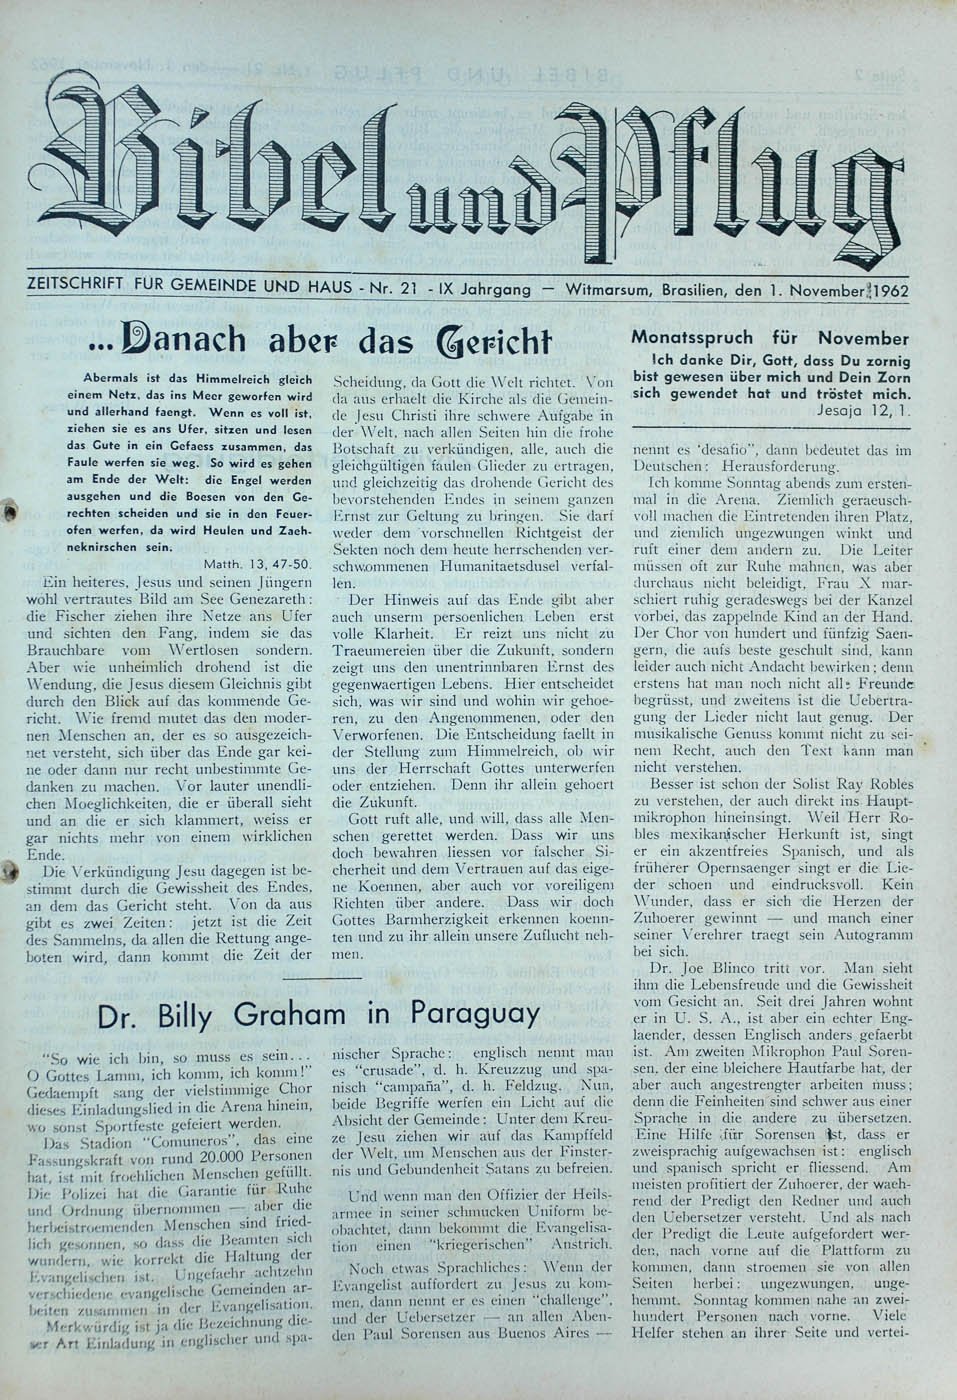 Bibel und Pflug
ZEITSCHRIFT FÜR GEMEINDE UND HAUS - Nr. 21 - IX Jahrgang — Witmarsum, Brasilien, den 1. November 1962
...Danach aber das Gericht
Abermals ist das Himmelreich gleich
einem Netz, das ins Meer geworfen wird
und allerhand faengt. Wenn es voll ist,
ziehen sie es ans Ufer, sitzen und lesen
das Gute in ein Gefaess zusammen, das
Faule werfen sie weg. So wird es gehen
am Ende der Welt: die Engel werden
ausgehen und die Boesen von den Ge-
rechten scheiden und sie in den Feuer-
ofen werfen, da wird Heulen und Zaeh-
neknirschen sein.
Matth. 13, 47-50.
Ein heiteres, Jesus und seinen Jüngern
wohl vertrautes Bild am See Genezareth:
die Fischer ziehen ihre Netze ans Ufer
und sichten den Fang, indem sie das
Brauchbare vom Wertlosen sondern.
Aber wie unheimlich drohend ist die
Wendung, die Jesus diesem Gleichnis gibt
durch den Blick auf das kommende Ge-
richt. Wie fremd mutet das den moder-
nen Menschen an, der es so ausgezeich-
net versteht, sich über das Ende gar kei-
ne oder dann nur recht unbestimmte Ge-
danken zu machen. Vor lauter unendli-
chen Moeglichkeiten, die er überall sieht
und an die er sich klammert, weiss er
gar nichts mehr von einem wirklichen
Ende.
Die Verkündigung Jesu dagegen ist be-
stimmt durch die Gewissheit des Endes,
an dem das Gericht steht. Von da aus
gibt es zwei Zeiten: jetzt ist die Zeit
des Sammelns, da allen die Rettung ange-
boten wird, dann kommt die Zeit der
Scheidung, da Gott die Welt richtet. Von
da aus erhaelt die Kirche als die Gemein-
de Jesu Christi ihre schwere Aufgabe in
der Welt, nach allen Seiten hin die frohe
Botschaft zu verkündigen, alle, auch die
gleichgültigen faulen Glieder zu ertragen,
und gleichzeitig das drohende Gericht des
bevorstehenden Endes in seinem ganzen
Ernst zur Geltung zu bringen. Sie darf
weder dem vorschnellen Richtgeist der
Sekten noch dem heute herrschenden ver-
schwommenen Humanitaetsdusel verfal-
len.
Der Hinweis auf das Ende gibt aber
auch unserm persoenlichen Leben erst
volle Klarheit. Er reizt uns nicht zu
Traeumereien über die Zukunft, sondern
zeigt uns den unentrinnbaren Ernst des
gegenwaertigen Lebens. Hier entscheidet
sich, was wir sind und wohin wir gehoe-
ren, zu den Angenommenen, oder den
Verworfenen. Die Entscheidung faellt in
der Stellung zum Himmelreich, ob wir
uns der Herrschaft Gottes unterwerfen
oder entziehen. Denn ihr allein gehoert
die Zukunft.
Gott ruft alle, und will, dass alle Men-
schen gerettet werden. Dass wir uns
doch bewahren liessen vor falscher Si-
cherheit und dem Vertrauen auf das eige-
ne Koennen, aber auch vor voreiligem
Richten über andere. Dass wir doch
Gottes Barmherzigkeit erkennen koenn-
ten und zu ihr allein unsere Zuflucht neh-
men.
Monatsspruch für November
Ich danke Dir, Gott, dass Du zornig
bist gewesen über mich und Dein Zorn
sich gewendet hat und tröstet mich.
Jesaja 12, 1.
Dr. Billy Graham in Paraguay
"So wie ich bin, so muss es sein...
O Gottes Lamm, ich komm, ich komm!"
Gedaempft sang der vielstimmige Chor
dieses Einladungslied in die Arena hinein,
wo sonst Sportfeste gefeiert werden.
Das Stadion "Comuneros", das eine
Fassungskraft von rund 20.000 Personen
hat, ist mit froehlichen Menschen gefüllt.
Die Polizei hat die Garantie für Ruhe
und Ordnung übernommen — aber die
herbeistroemenden Menschen sind fried-
lich gesonnen, so dass die Beamten sich
wundern, wie korrekt die Haltung der
Evangelischen ist. Ungefaehr achtzehn
verschiedene evangelische Gemeinden ar-
beiten zusammen in der Evangelisation.
Merkwürdig ist ja die Bezeichnung die-
ser Art Einladung in englischer und spa-
nischer Sprache: englisch nennt man
es "crusade", d. h. Kreuzzug und spa-
nisch "campaña", d. h. Feldzug. Nun,
beide Begriffe werfen ein Licht auf die
Absicht der Gemeinde: Unter dem Kreu-
ze Jesu ziehen wir auf das Kampffeld
der Welt, um Menschen aus der Finster-
nis und Gebundenheit Satans zu befreien.
Und wenn man den Offizier der Heils-
armee in seiner schmucken Uniform be-
obachtet, dann bekommt die Evangelisa-
tion einen "kriegerischen" Anstrich.
Noch etwas Sprachliches: Wenn der
Evangelist auffordert zu Jesus zu kom-
men, dann nennt er es einen "challenge",
und der Uebersetzer — an allen Aben-
den Paul Sorensen aus Buenos Aires —
nennt es 'desafio", dann bedeutet das im
Deutschen: Herausforderung.
Ich komme Sonntag abends zum ersten-
mal in die Arena. Ziemlich geraeusch-
voll machen die Eintretenden ihren Platz,
und ziemlich ungezwungen winkt und
ruft einer dem andern zu. Die Leiter
müssen oft zur Ruhe mahnen, was aber
durchaus nicht beleidigt, Frau X mar-
schiert ruhig geradeswegs bei der Kanzel
vorbei, das zappelnde Kind an der Hand.
Der Chor von hundert und fünfzig Saen-
gern, die aufs beste geschult sind, kann
leider auch nicht Andacht bewirken; denn
erstens hat man noch nicht alle Freunde
begrüsst, und zweitens ist die Uebertra-
gung der Lieder nicht laut genug. Der
musikalische Genuss kommt nicht zu sei-
nem Recht, auch den Text kann man
nicht verstehen.
Besser ist schon der Solist Ray Robles
zu verstehen, der auch direkt ins Haupt-
mikrophon hineinsingt. Weil Herr Ro-
bles mexikanischer Herkunft ist, singt
er ein akzentfreies Spanisch, und als
früherer Opernsaenger singt er die Lie-
der schoen und eindrucksvoll. Kein
Wunder, dass er sich die Herzen der
Zuhoerer gewinnt — und manch einer
seiner Verehrer traegt sein Autogramm
bei sich.
Dr. Joe Blinco tritt vor. Man sieht
ihm die Lebensfreude und die Gewissheit
vom Gesicht an. Seit drei Jahren wohnt
er in U. S. A., ist aber ein echter Eng-
laender, dessen Englisch anders gefaerbt
ist. Am zweiten Mikrophon Paul Soren-
sen, der eine bleichere Hautfarbe hat, der
aber auch angestrengter arbeiten muss;
denn die Feinheiten sind schwer aus einer
Sprache in die andere zu übersetzen.
Eine Hilfe für Sorensen ist, dass er
zweisprachig aufgewachsen ist: englisch
und spanisch spricht er fliessend. Am
meisten profitiert der Zuhoerer, der waeh-
rend der Predigt den Redner und auch
den Uebersetzer versteht. Und als nach
der Predigt die Leute aufgefordert wer-
den, nach vorne auf die Plattform zu
kommen, dann stroemen sie von allen
Seiten herbei: ungezwungen, unge-
hemmt. Sonntag kommen nahe an zwei-
hundert Personen nach vorne. Viele
Helfer stehen an ihrer Seite und vertei-